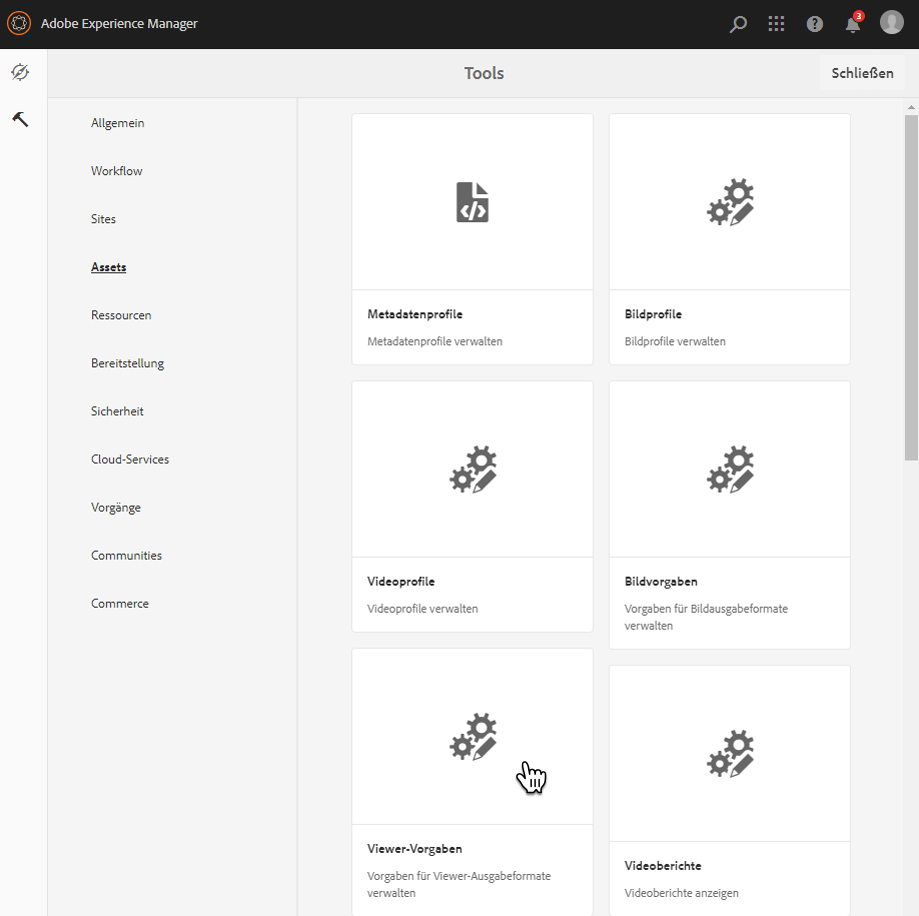 Adobe Experience Manager
3
Tools
Schließen
Allgemein
Workflow
Sites
Assets
Ressourcen
Bereitstellung
Sicherheit
Cloud-Services
Vorgänge
Communities
Commerce
Metadatenprofile
Metadatenprofile verwalten
Bildprofile
Bildprofile verwalten
Videoprofile
Videoprofile verwalten
Bildvorgaben
Vorgaben für Bildausgabeformate
verwalten
Viewer-Vorgaben
Vorgaben für Viewer-Ausgabeformate
verwalten
Videoberichte
Videoberichte anzeigen